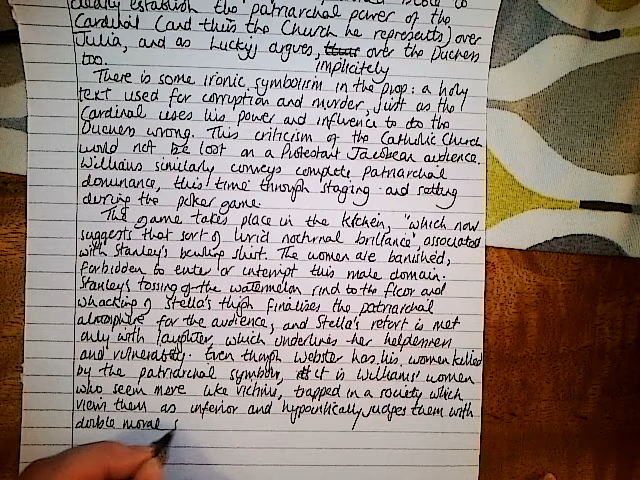 clearly establish the patriarchal power of the
Cardinal (and thus the Church he represents) over
Julia, and as Luckyj argues, thus over the Duchess
too. implicitly
There is some ironic symbolism in the prop: a holy
text used for corruption and murder, just as the
Cardinal uses his power and influence to do the
Duchess wrong. This criticism of the Catholic Church
would not be lost on a Protestant Jacobean audience.
Williams similarly conveys complete patriarchal
dominance, this time through staging and setting
during the poker game.
The game takes place in the kitchen, "which now
suggests that sort of lurid nocturnal brilliance", associated
with Stanley's bowling shirt. The women are banished,
forbidden to enter or interrupt this male domain.
Stanley's tossing of the watermelon rind to the floor and
whacking of Stella's thigh finalises the patriarchal
atmosphere for the audience, and Stella's retort is met
only with laughter, which underlines her helplessness
and vulnerability. Even though Webster has his women killed
by the patriarchal symbols, it is Williams' women
who seem more like victims, trapped in a society which
views them as inferior and hypocritically judges them with
double moral